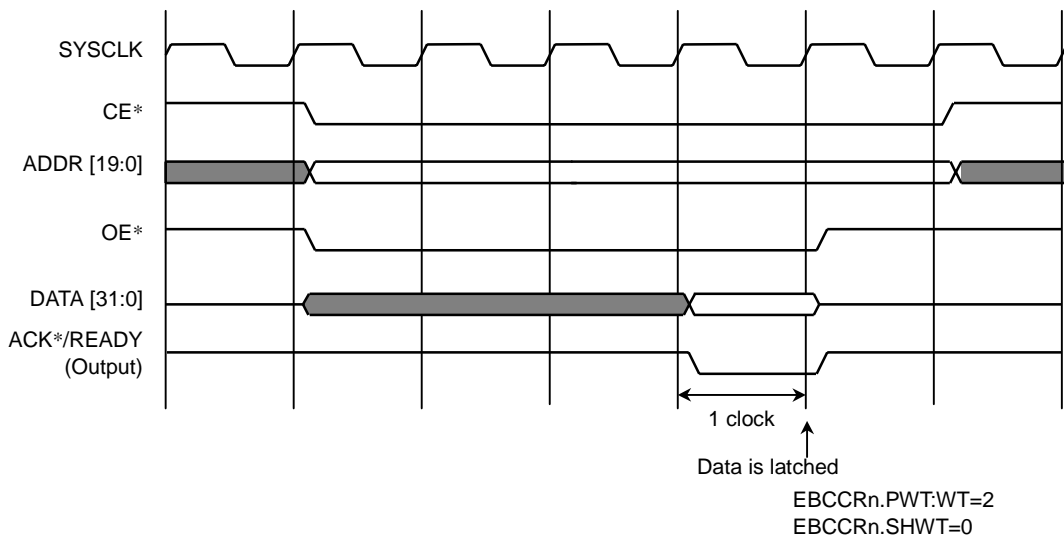 SYSCLK
CE*
ADDR [19:0]
OE*
DATA [31:0]
ACK*/READY
(Output)
1 clock
Data is latched
EBCCRn.PWT:WT=2
EBCCRn.SHWT=0